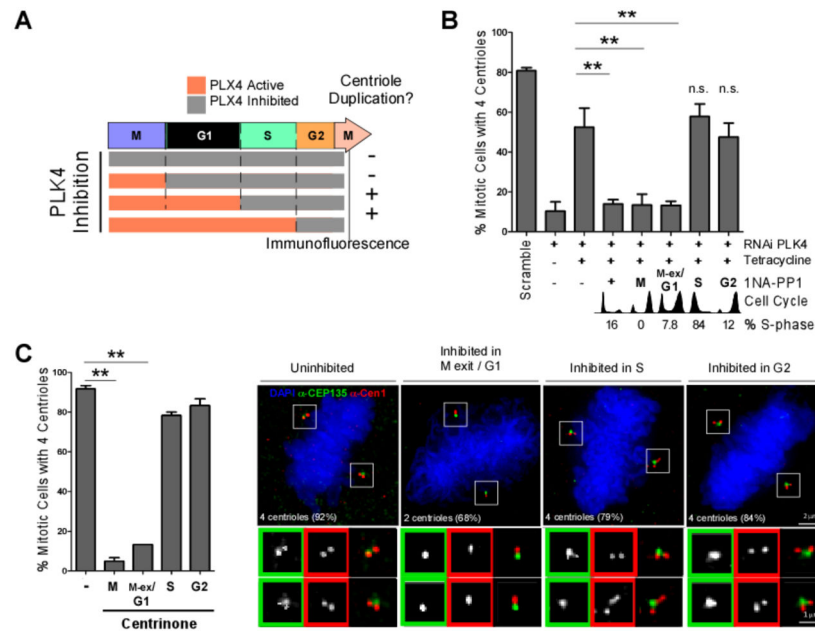 A
PLX4 Active
PLX4 Inhibited
Centriole
Duplication?
M
G1
S
G2
M
PLK4
Inhibition
-
-
+
+
Immunofluorescence
B
% Mitotic Cells with 4 Centrioles
100
80
60
40
20
0
**
**
**
n.s.
n.s.
Scramble
+ + + + + + + RNAi PLK4
- + + + + + + Tetracycline
- - + M M-ex/G1 S G2 1NA-PP1
Cell Cycle
16 0 7.8 84 12 % S-phase
C
% Mitotic Cells with 4 Centrioles
100
80
60
40
20
0
**
**
- M M-ex/G1 S G2
Centrinone
Uninhibited
Inhibited in
M exit / G1
Inhibited in S
Inhibited in G2
DAPI α-CEP135 α-Cen1
4 centrioles (92%)
2 centrioles (68%)
4 centrioles (79%)
4 centrioles (84%)
2 µm
1 µm